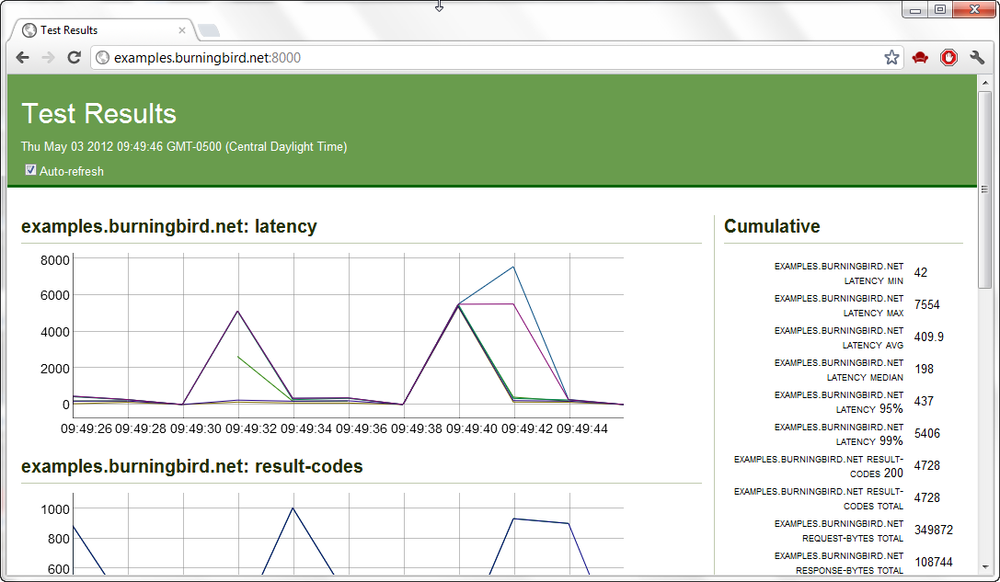 Test Results
examples.burningbird.net:8000
Test Results
Thu May 03 2012 09:49:46 GMT-0500 (Central Daylight Time)
Auto-refresh
examples.burningbird.net: latency
8000
6000
4000
2000
0
09:49:26 09:49:28 09:49:30 09:49:32 09:49:34 09:49:36 09:49:38 09:49:40 09:49:42 09:49:44
examples.burningbird.net: result-codes
1000
800
600
Cumulative
EXAMPLES.BURNINGBIRD.NET
LATENCY MIN 42
EXAMPLES.BURNINGBIRD.NET
LATENCY MAX 7554
EXAMPLES.BURNINGBIRD.NET
LATENCY AVG 409.9
EXAMPLES.BURNINGBIRD.NET
LATENCY MEDIAN 198
EXAMPLES.BURNINGBIRD.NET
LATENCY 95% 437
EXAMPLES.BURNINGBIRD.NET
LATENCY 99% 5406
EXAMPLES.BURNINGBIRD.NET RESULT-
CODES 200 4728
EXAMPLES.BURNINGBIRD.NET RESULT-
CODES TOTAL 4728
EXAMPLES.BURNINGBIRD.NET
REQUEST-BYTES TOTAL 349872
EXAMPLES.BURNINGBIRD.NET
RESPONSE-BYTES TOTAL 108744